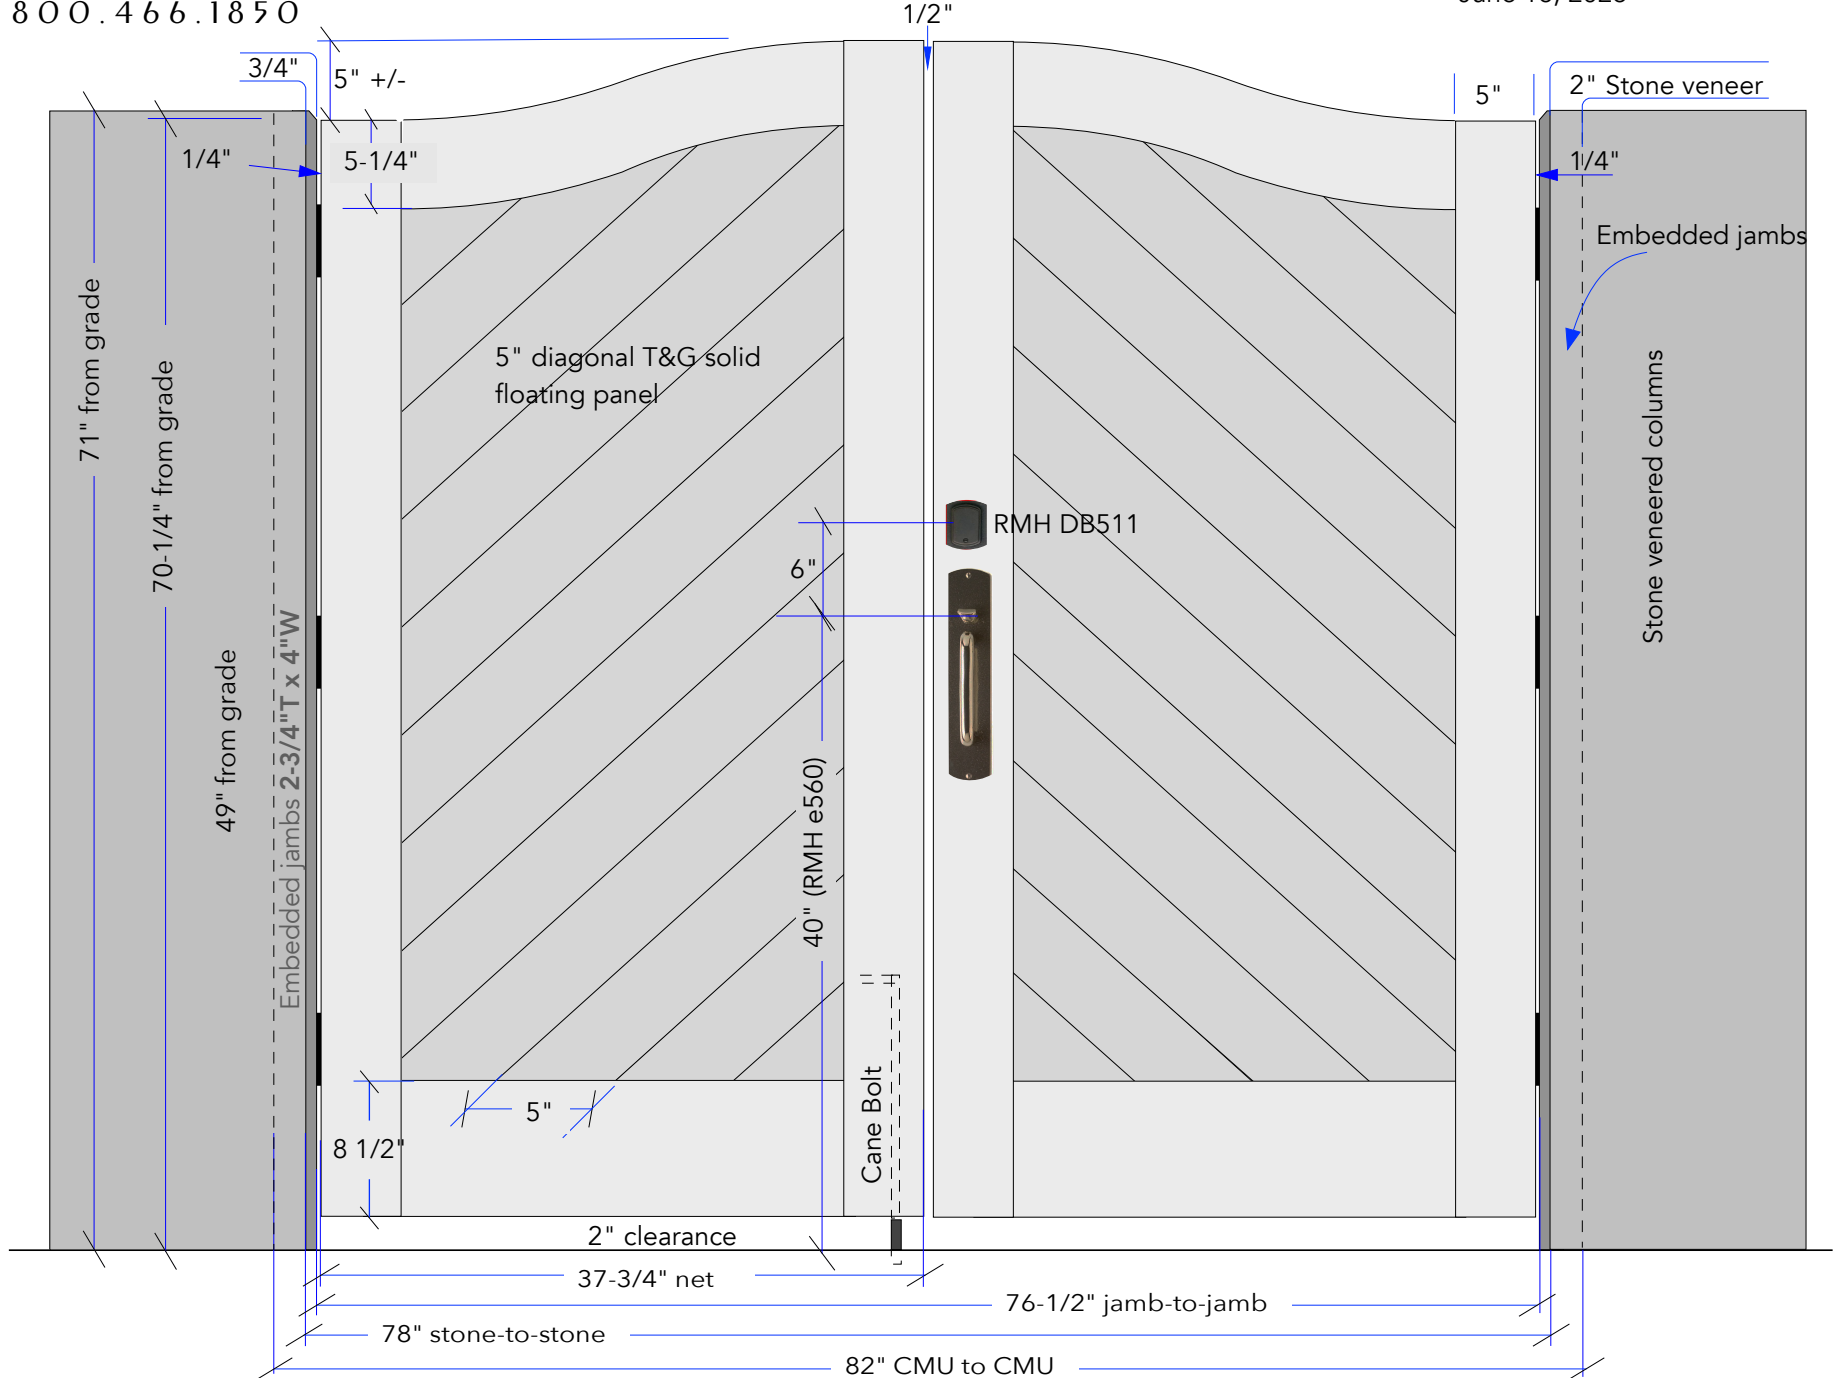 800.466.1850
1/2"
3/4"
5" +/-
5"
2" Stone veneer
1/4"
5-1/4"
1/4"
Embedded jambs
71" from grade
70-1/4" from grade
49" from grade
Embedded jambs 2-3/4"T x 4"W
5" diagonal T&G solid
floating panel
Stone veneered columns
RMH DB511
6"
40" (RMH e560)
Cane Bolt
5"
8 1/2"
2" clearance
37-3/4" net
76-1/2" jamb-to-jamb
78" stone-to-stone
82" CMU to CMU